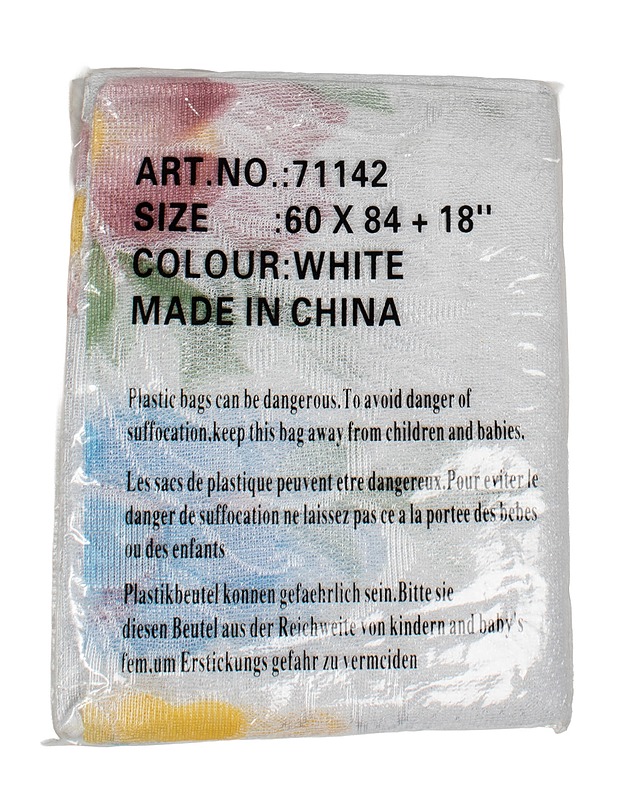 ART.NO.:71142
SIZE :60 X 84 + 18''
COLOUR:WHITE
MADE IN CHINA
Plastic bags can be dangerous.To avoid danger of
suffocation.keep this bag away from children and babies.
Les sacs de plastique peuvent etre dangereux.Pour eviter le
danger de suffocation ne laissez pas ce a la portee des bebes
ou des enfants
Plastikbeutel konnen gefaehrlich sein.Bitte sie
diesen Beutel aus der Reichweite von kindern and baby's
fem,um Erstickungs gefahr zu vermeiden